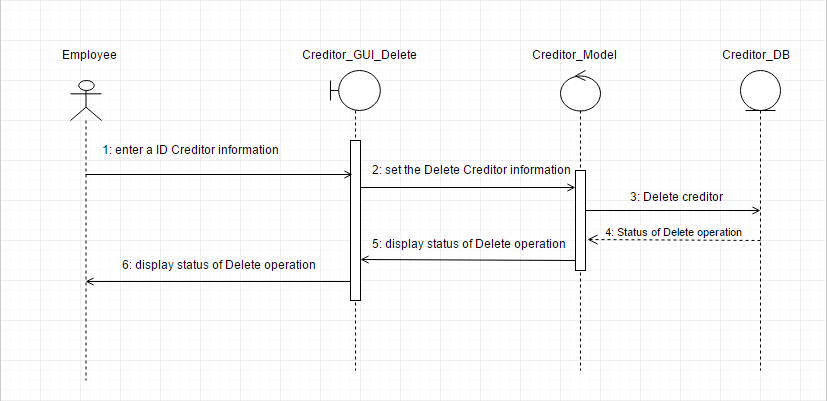 Employee
Creditor_GUI_Delete
Creditor_Model
Creditor_DB
1: enter a ID Creditor information
2: set the Delete Creditor information
3: Delete creditor
4: Status of Delete operation
5: display status of Delete operation
6: display status of Delete operation